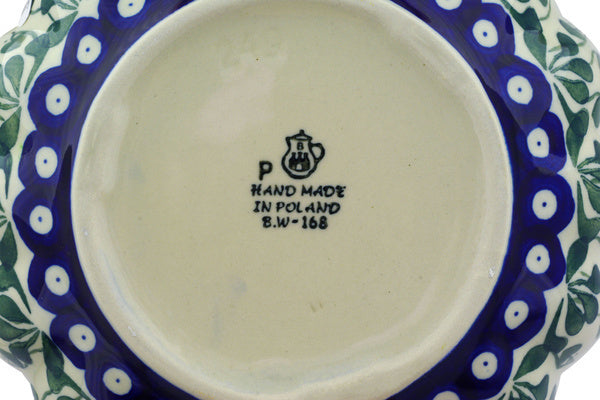 B
P
HAND MADE
IN POLAND
B.W-168